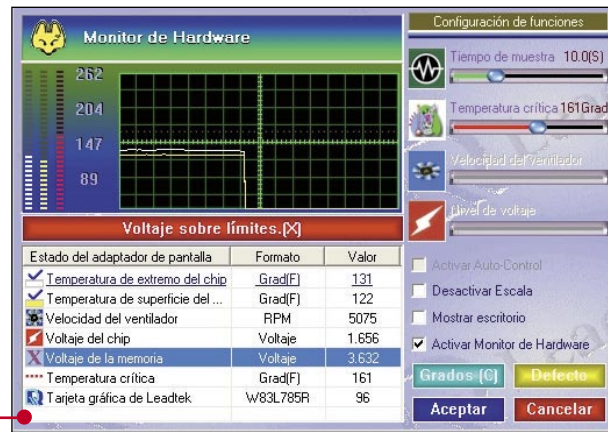 Monitor de Hardware
262
204
147
89
Voltaje sobre límites.(X)
Estado del adaptador de pantalla Formato Valor
Temperatura de extremo del chip Grad(F) 131
Temperatura de superficie del ... Grad(F) 122
Velocidad del ventilador RPM 5075
Voltaje del chip Voltaje 1.656
Voltaje de la memoria Voltaje 3.632
Temperatura crítica Grad(F) 161
Tarjeta gráfica de Leadtek W83L785R 96
Configuración de funciones
Tiempo de muestra 10.0(S)
Temperatura crítica 161Grad
Velocidad del ventilador
Nivel de voltaje
Activar Auto-Control
Desactivar Escala
Mostrar escritorio
Activar Monitor de Hardware
Grados (C) Defecto
Aceptar Cancelar